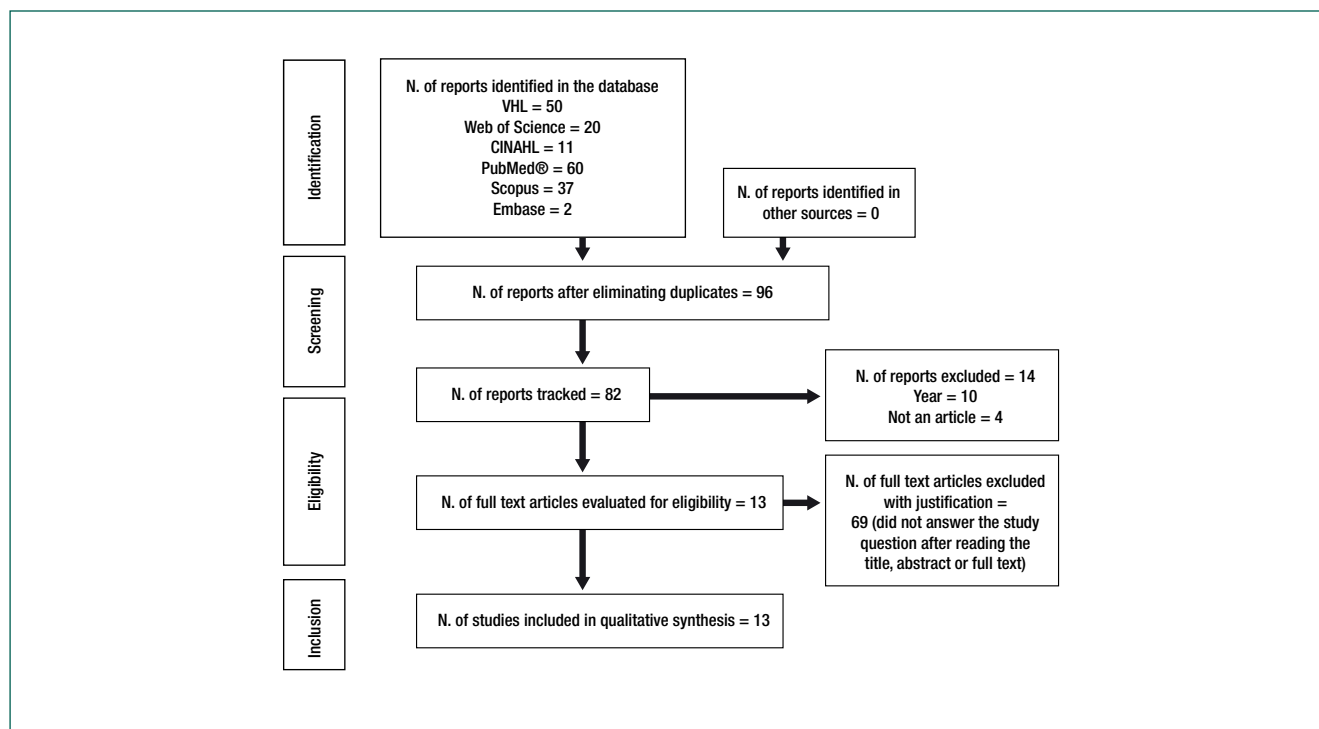 Identification
N. of reports identified in the database
VHL = 50
Web of Science = 20
CINAHL = 11
PubMed® = 60
Scopus = 37
Embase = 2
N. of reports identified in
other sources = 0
Screening
N. of reports after eliminating duplicates = 96
N. of reports tracked = 82
N. of reports excluded = 14
Year = 10
Not an article = 4
Eligibility
N. of full text articles evaluated for eligibility = 13
N. of full text articles excluded
with justification =
69 (did not answer the study
question after reading the
title, abstract or full text)
Inclusion
N. of studies included in qualitative synthesis = 13